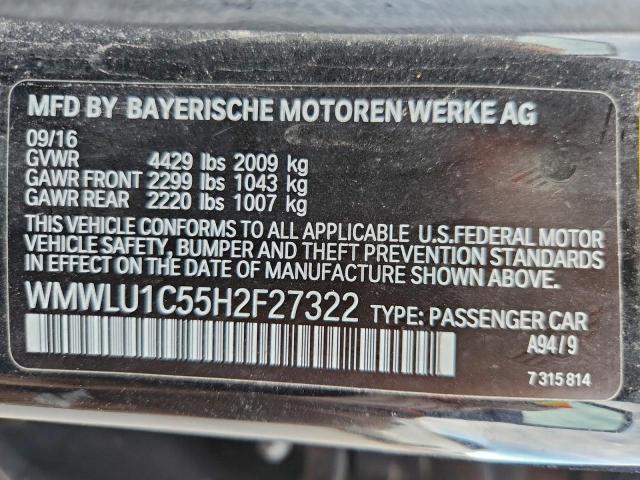 MFD BY BAYERISCHE MOTOREN WERKE AG
09/16
GVWR 4429 lbs 2009 kg
GAWR FRONT 2299 lbs 1043 kg
GAWR REAR 2220 lbs 1007 kg
THIS VEHICLE CONFORMS TO ALL APPLICABLE U.S.FEDERAL MOTOR
VEHICLE SAFETY, BUMPER AND THEFT PREVENTION STANDARDS
IN EFFECT ON THE DATE OF MANUFACTURE SHOWN ABOVE.
WMWLU1C55H2F27322 TYPE: PASSENGER CAR
A94/9
7 315 814